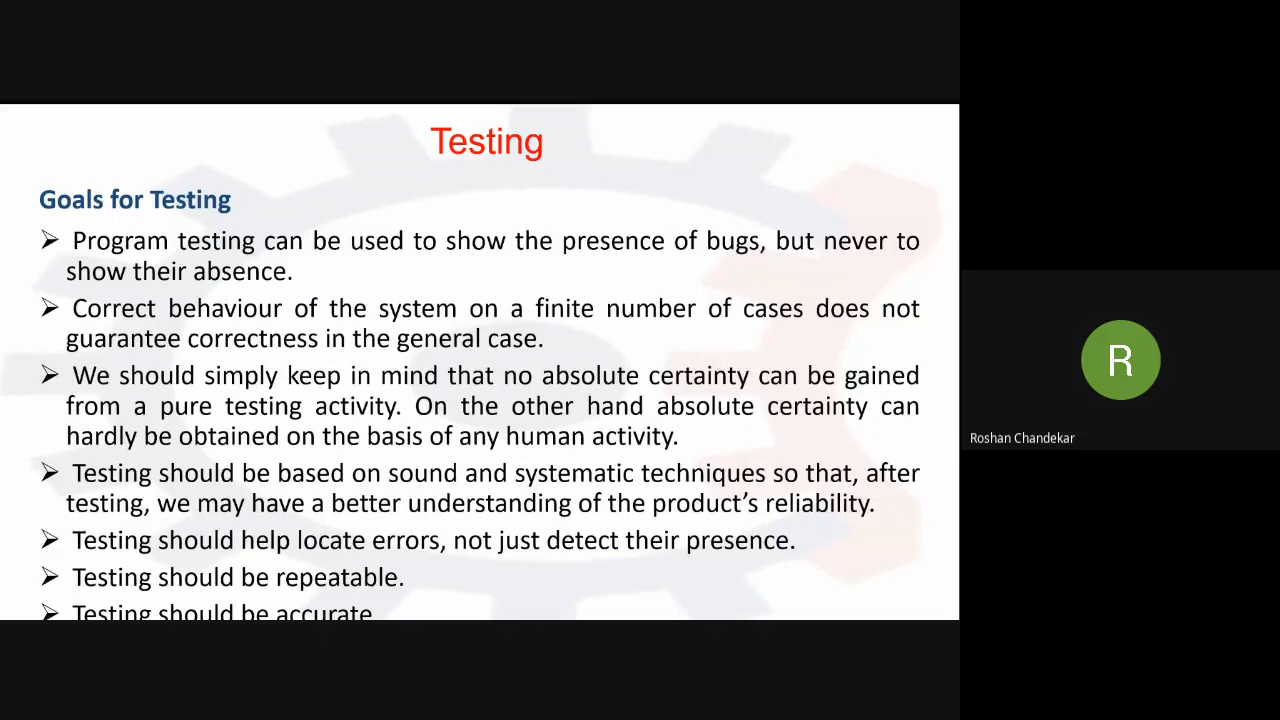 Testing
Goals for Testing
➢ Program testing can be used to show the presence of bugs, but never to
show their absence.
➢ Correct behaviour of the system on a finite number of cases does not
guarantee correctness in the general case.
➢ We should simply keep in mind that no absolute certainty can be gained
from a pure testing activity. On the other hand absolute certainty can
hardly be obtained on the basis of any human activity.
➢ Testing should be based on sound and systematic techniques so that, after
testing, we may have a better understanding of the product’s reliability.
➢ Testing should help locate errors, not just detect their presence.
➢ Testing should be repeatable.
➢ Testing should be accurate
R
Roshan Chandekar